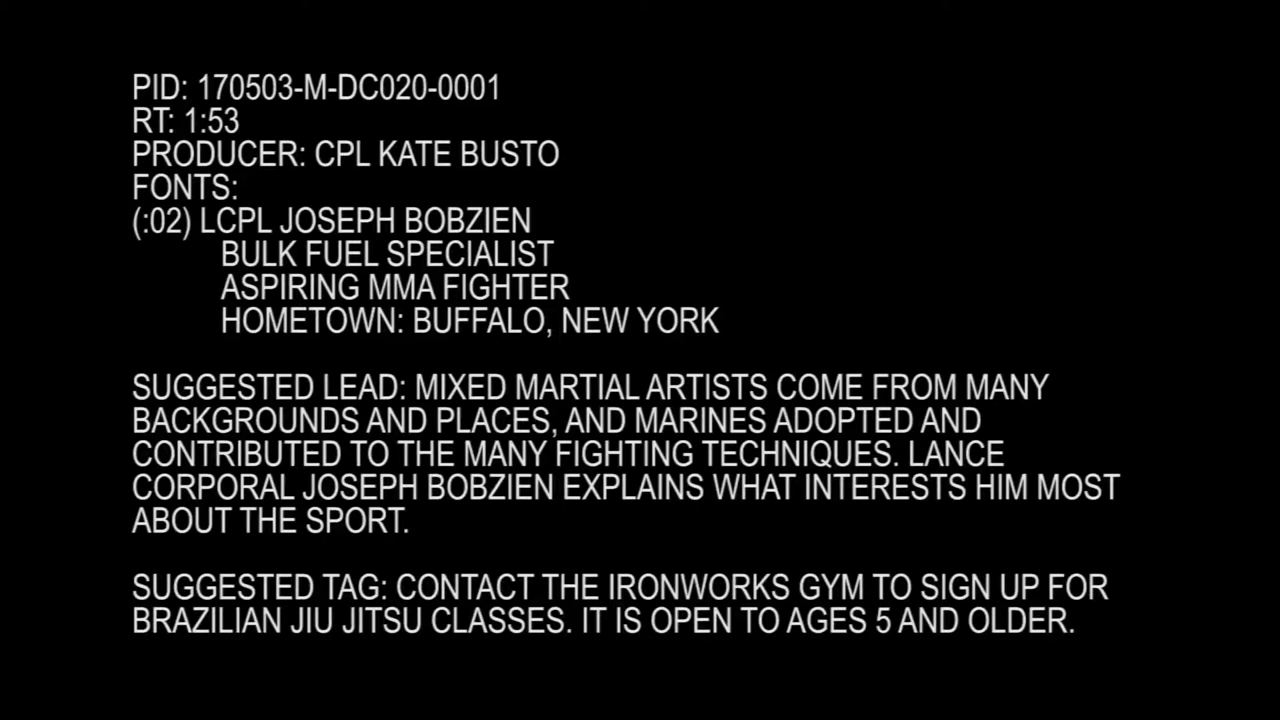 PID: 170503-M-DC020-0001
RT: 1:53
PRODUCER: CPL KATE BUSTO
FONTS:
(:02) LCPL JOSEPH BOBZIEN
BULK FUEL SPECIALIST
ASPIRING MMA FIGHTER
HOMETOWN: BUFFALO, NEW YORK
SUGGESTED LEAD: MIXED MARTIAL ARTISTS COME FROM MANY
BACKGROUNDS AND PLACES, AND MARINES ADOPTED AND
CONTRIBUTED TO THE MANY FIGHTING TECHNIQUES. LANCE
CORPORAL JOSEPH BOBZIEN EXPLAINS WHAT INTERESTS HIM MOST
ABOUT THE SPORT.
SUGGESTED TAG: CONTACT THE IRONWORKS GYM TO SIGN UP FOR
BRAZILIAN JIU JITSU CLASSES. IT IS OPEN TO AGES 5 AND OLDER.